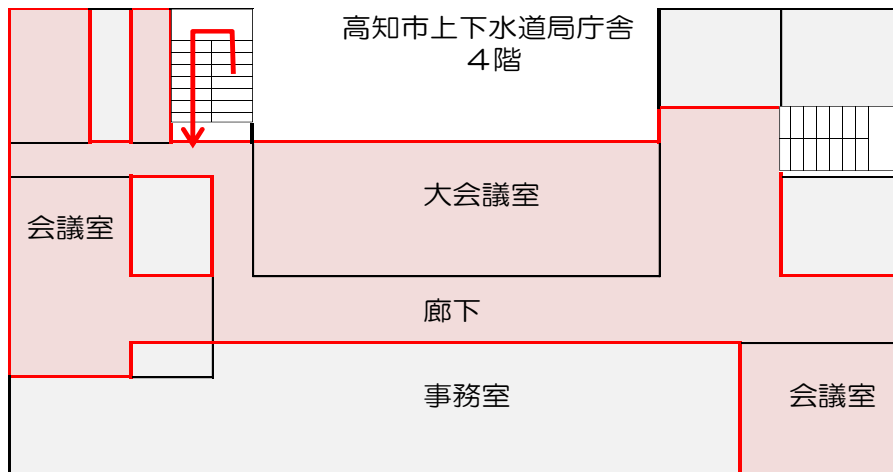 高知市上下水道局庁舎
４階
大会議室
会議室
廊下
事務室
会議室